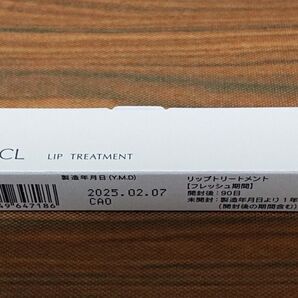 CL LIP TREATMENT
製造年月日(Y.M.D)
2025.02.07
CAO
49"647186
リップトリートメント
[フレッシュ期間]
開封後:90日
未開封:製造年月日より1年
(開封後の期間含む)